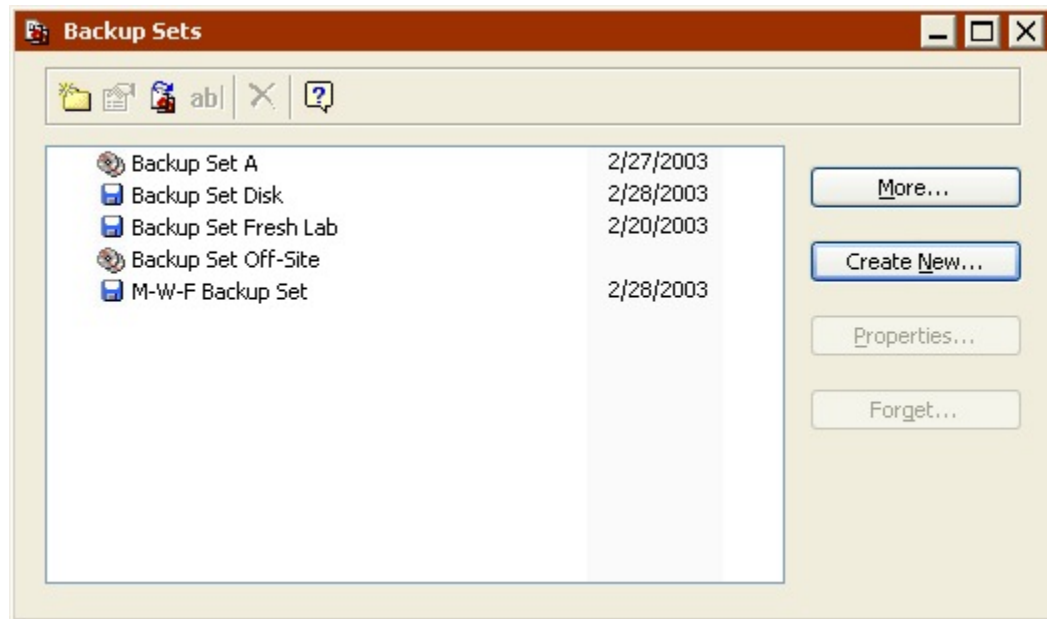 Backup Sets
ab|
Backup Set A 2/27/2003
Backup Set Disk 2/28/2003
Backup Set Fresh Lab 2/20/2003
Backup Set Off-Site
M-W-F Backup Set 2/28/2003
More...
Create New...
Properties...
Forget...